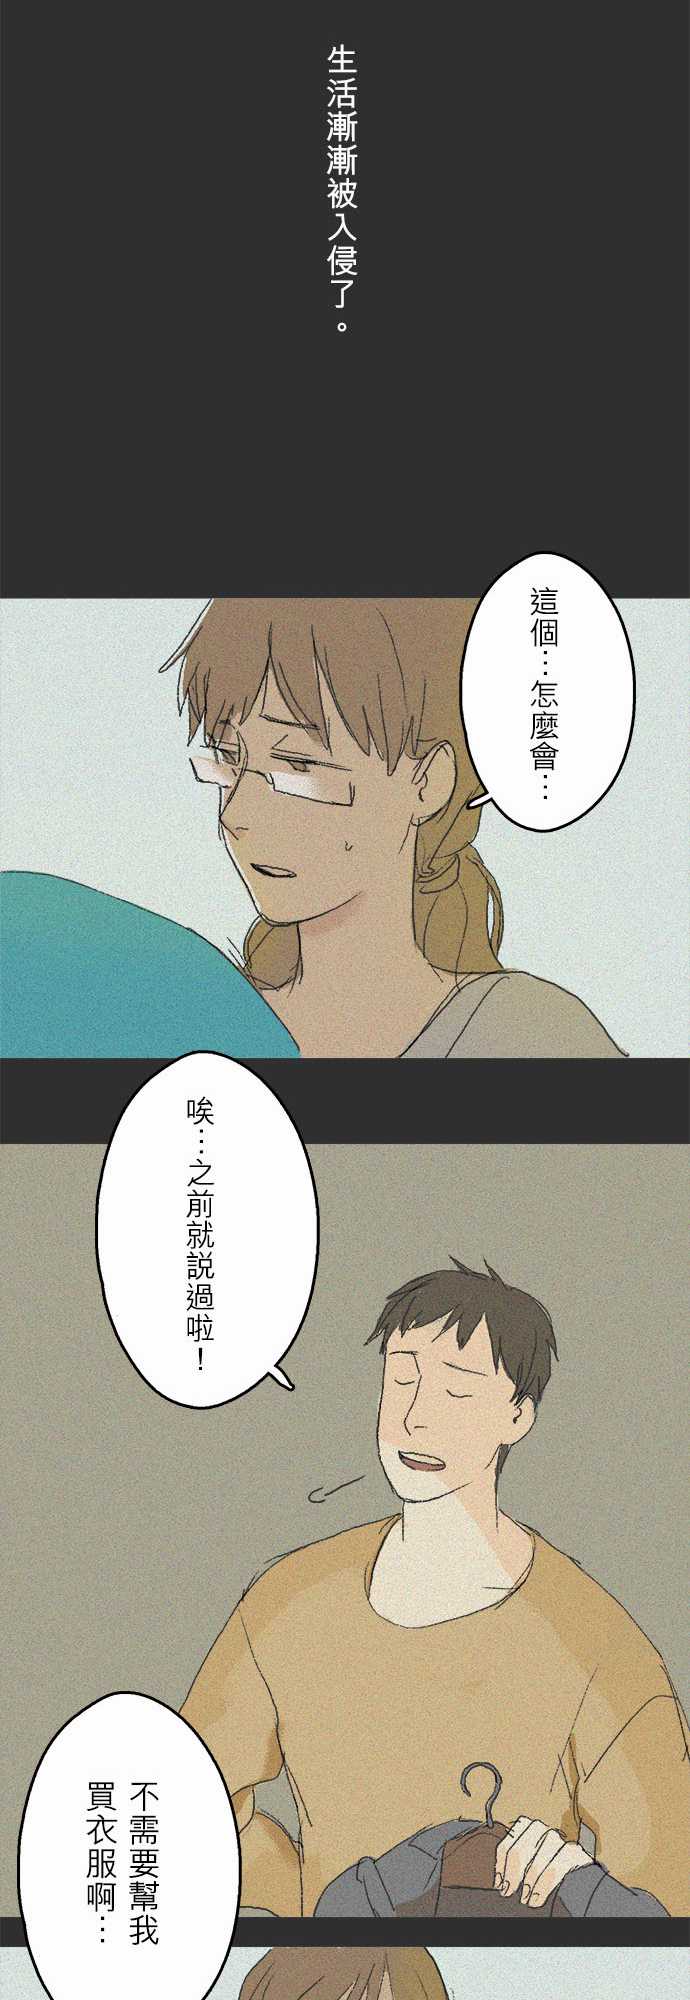 生活漸漸被入侵了。
這個…怎麼會…
唉…之前就説過啦！
不需要幫我
買衣服啊…